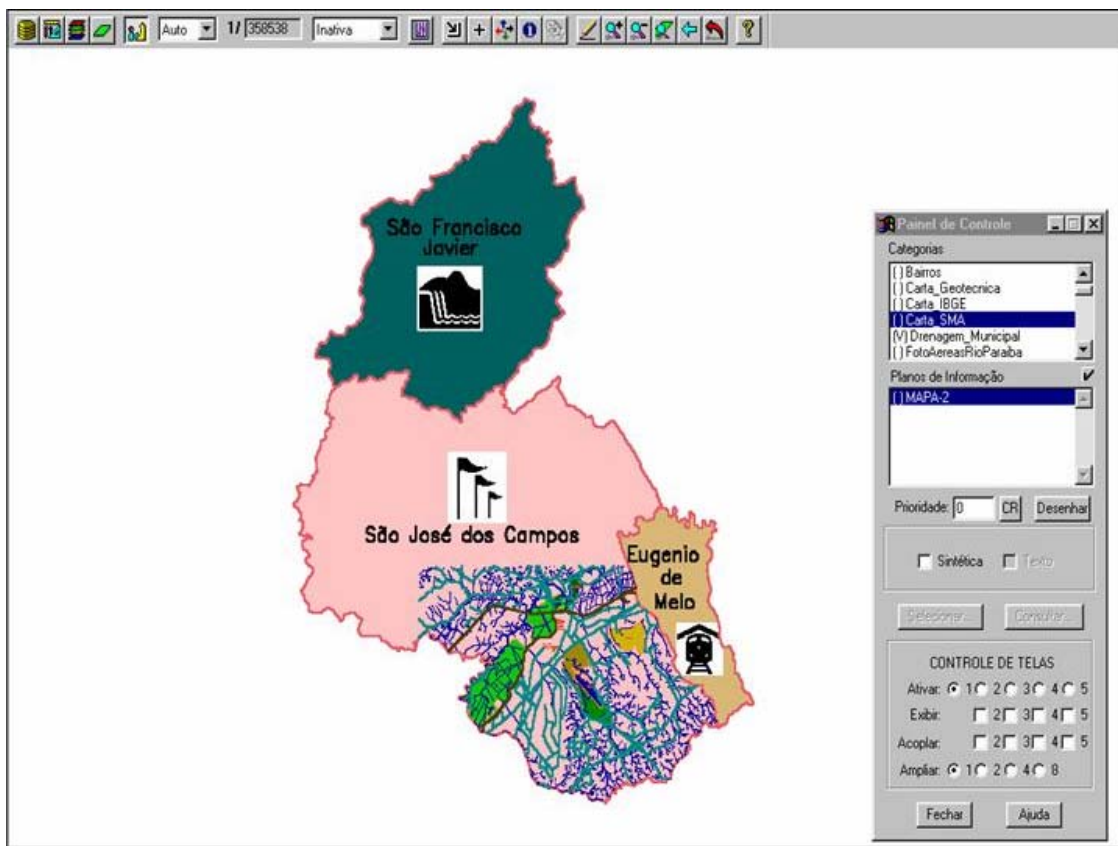 Auto
1/ 358538
Inativa
São Francisco
Javier
São José dos Campos
Eugenio
de
Melo
Painel de Controle
Categorias
( ) Bairros
( ) Carta_Geotecnica
( ) Carta_IBGE
( ) Carta_SMA
(V) Drenagem_Municipal
( ) FotoAereasRioParaiba
Planos de Informação
( ) MAPA-2
Prioridade: 0 CR Desenhar
Sintética Texto
Selecionar... Consultar...
CONTROLE DE TELAS
Ativar: 1 2 3 4 5
Exibir: 2 3 4 5
Acoplar: 2 3 4 5
Ampliar: 1 2 4 8
Fechar Ajuda